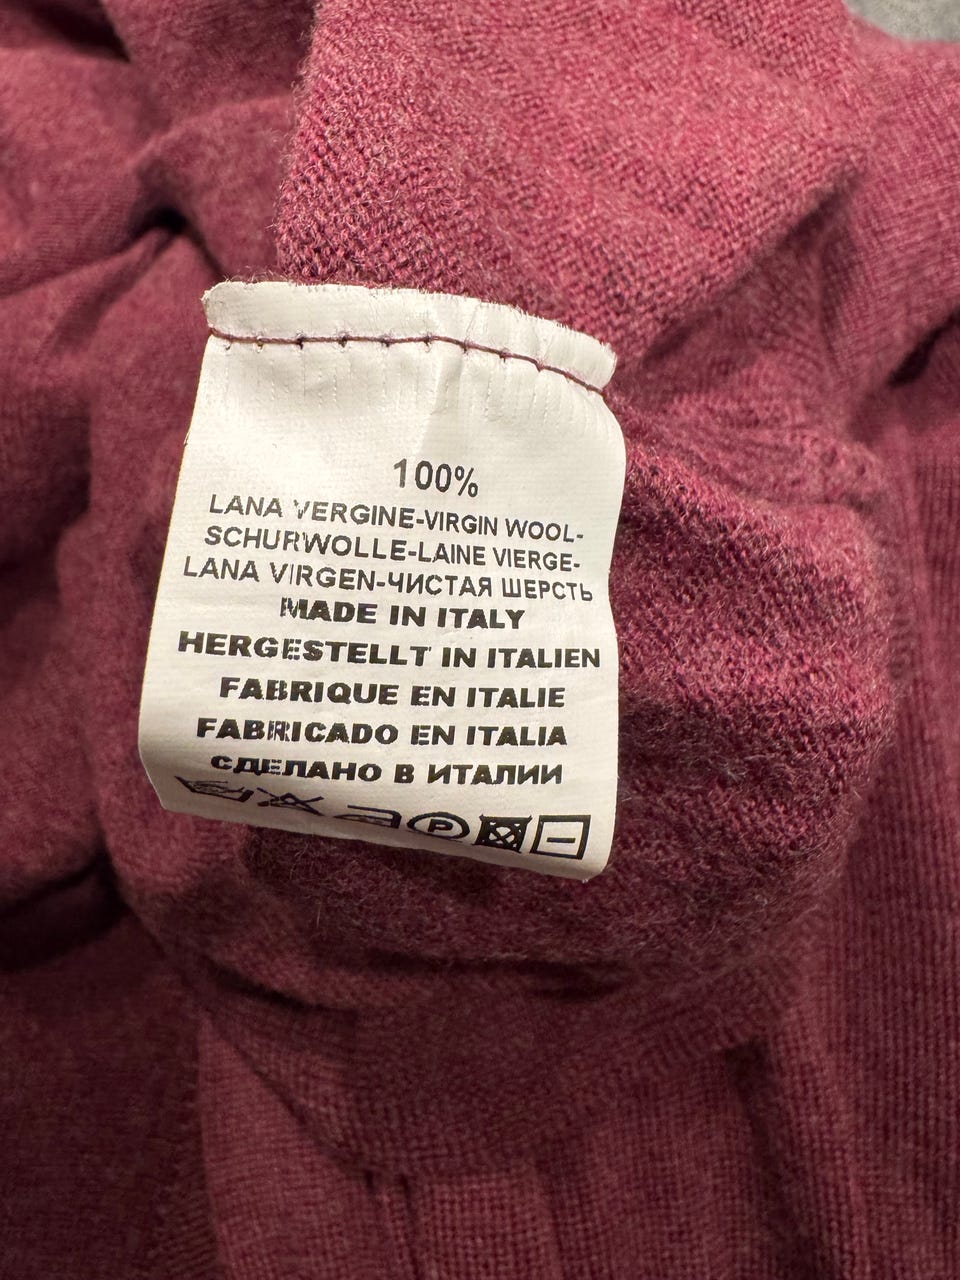 100%
LANA VERGINE-VIRGIN WOOL-
SCHURWOLLE-LAINE VIERGE-
LANA VIRGEN-ЧИСТАЯ ШЕРСТЬ
MADE IN ITALY
HERGESTELLT IN ITALIEN
FABRIQUE EN ITALIE
FABRICADO EN ITALIA
СДЕЛАНО В ИТАЛИИ
P